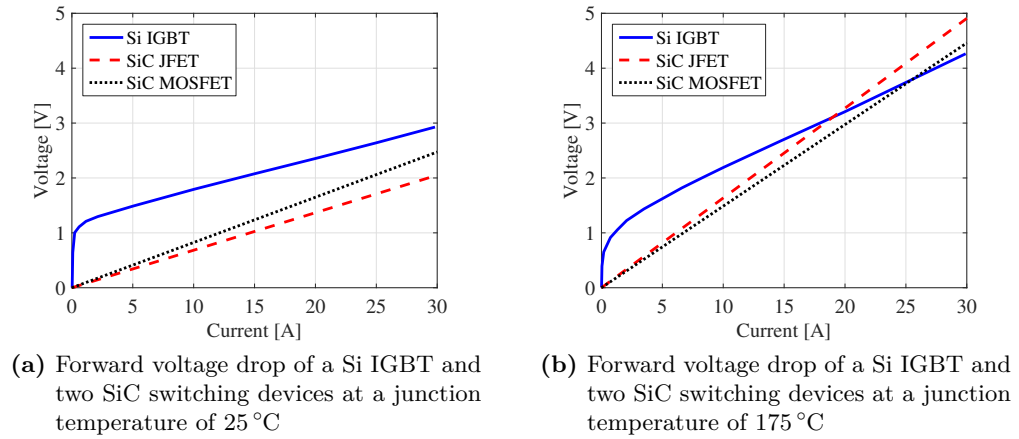 5
4
3
2
1
0
Voltage [V]
Si IGBT
SiC JFET
SiC MOSFET
0 5 10 15 20 25 30
Current [A]
(a) Forward voltage drop of a Si IGBT and
two SiC switching devices at a junction
temperature of 25 °C
5
4
3
2
1
0
Voltage [V]
Si IGBT
SiC JFET
SiC MOSFET
0 5 10 15 20 25 30
Current [A]
(b) Forward voltage drop of a Si IGBT and
two SiC switching devices at a junction
temperature of 175 °C